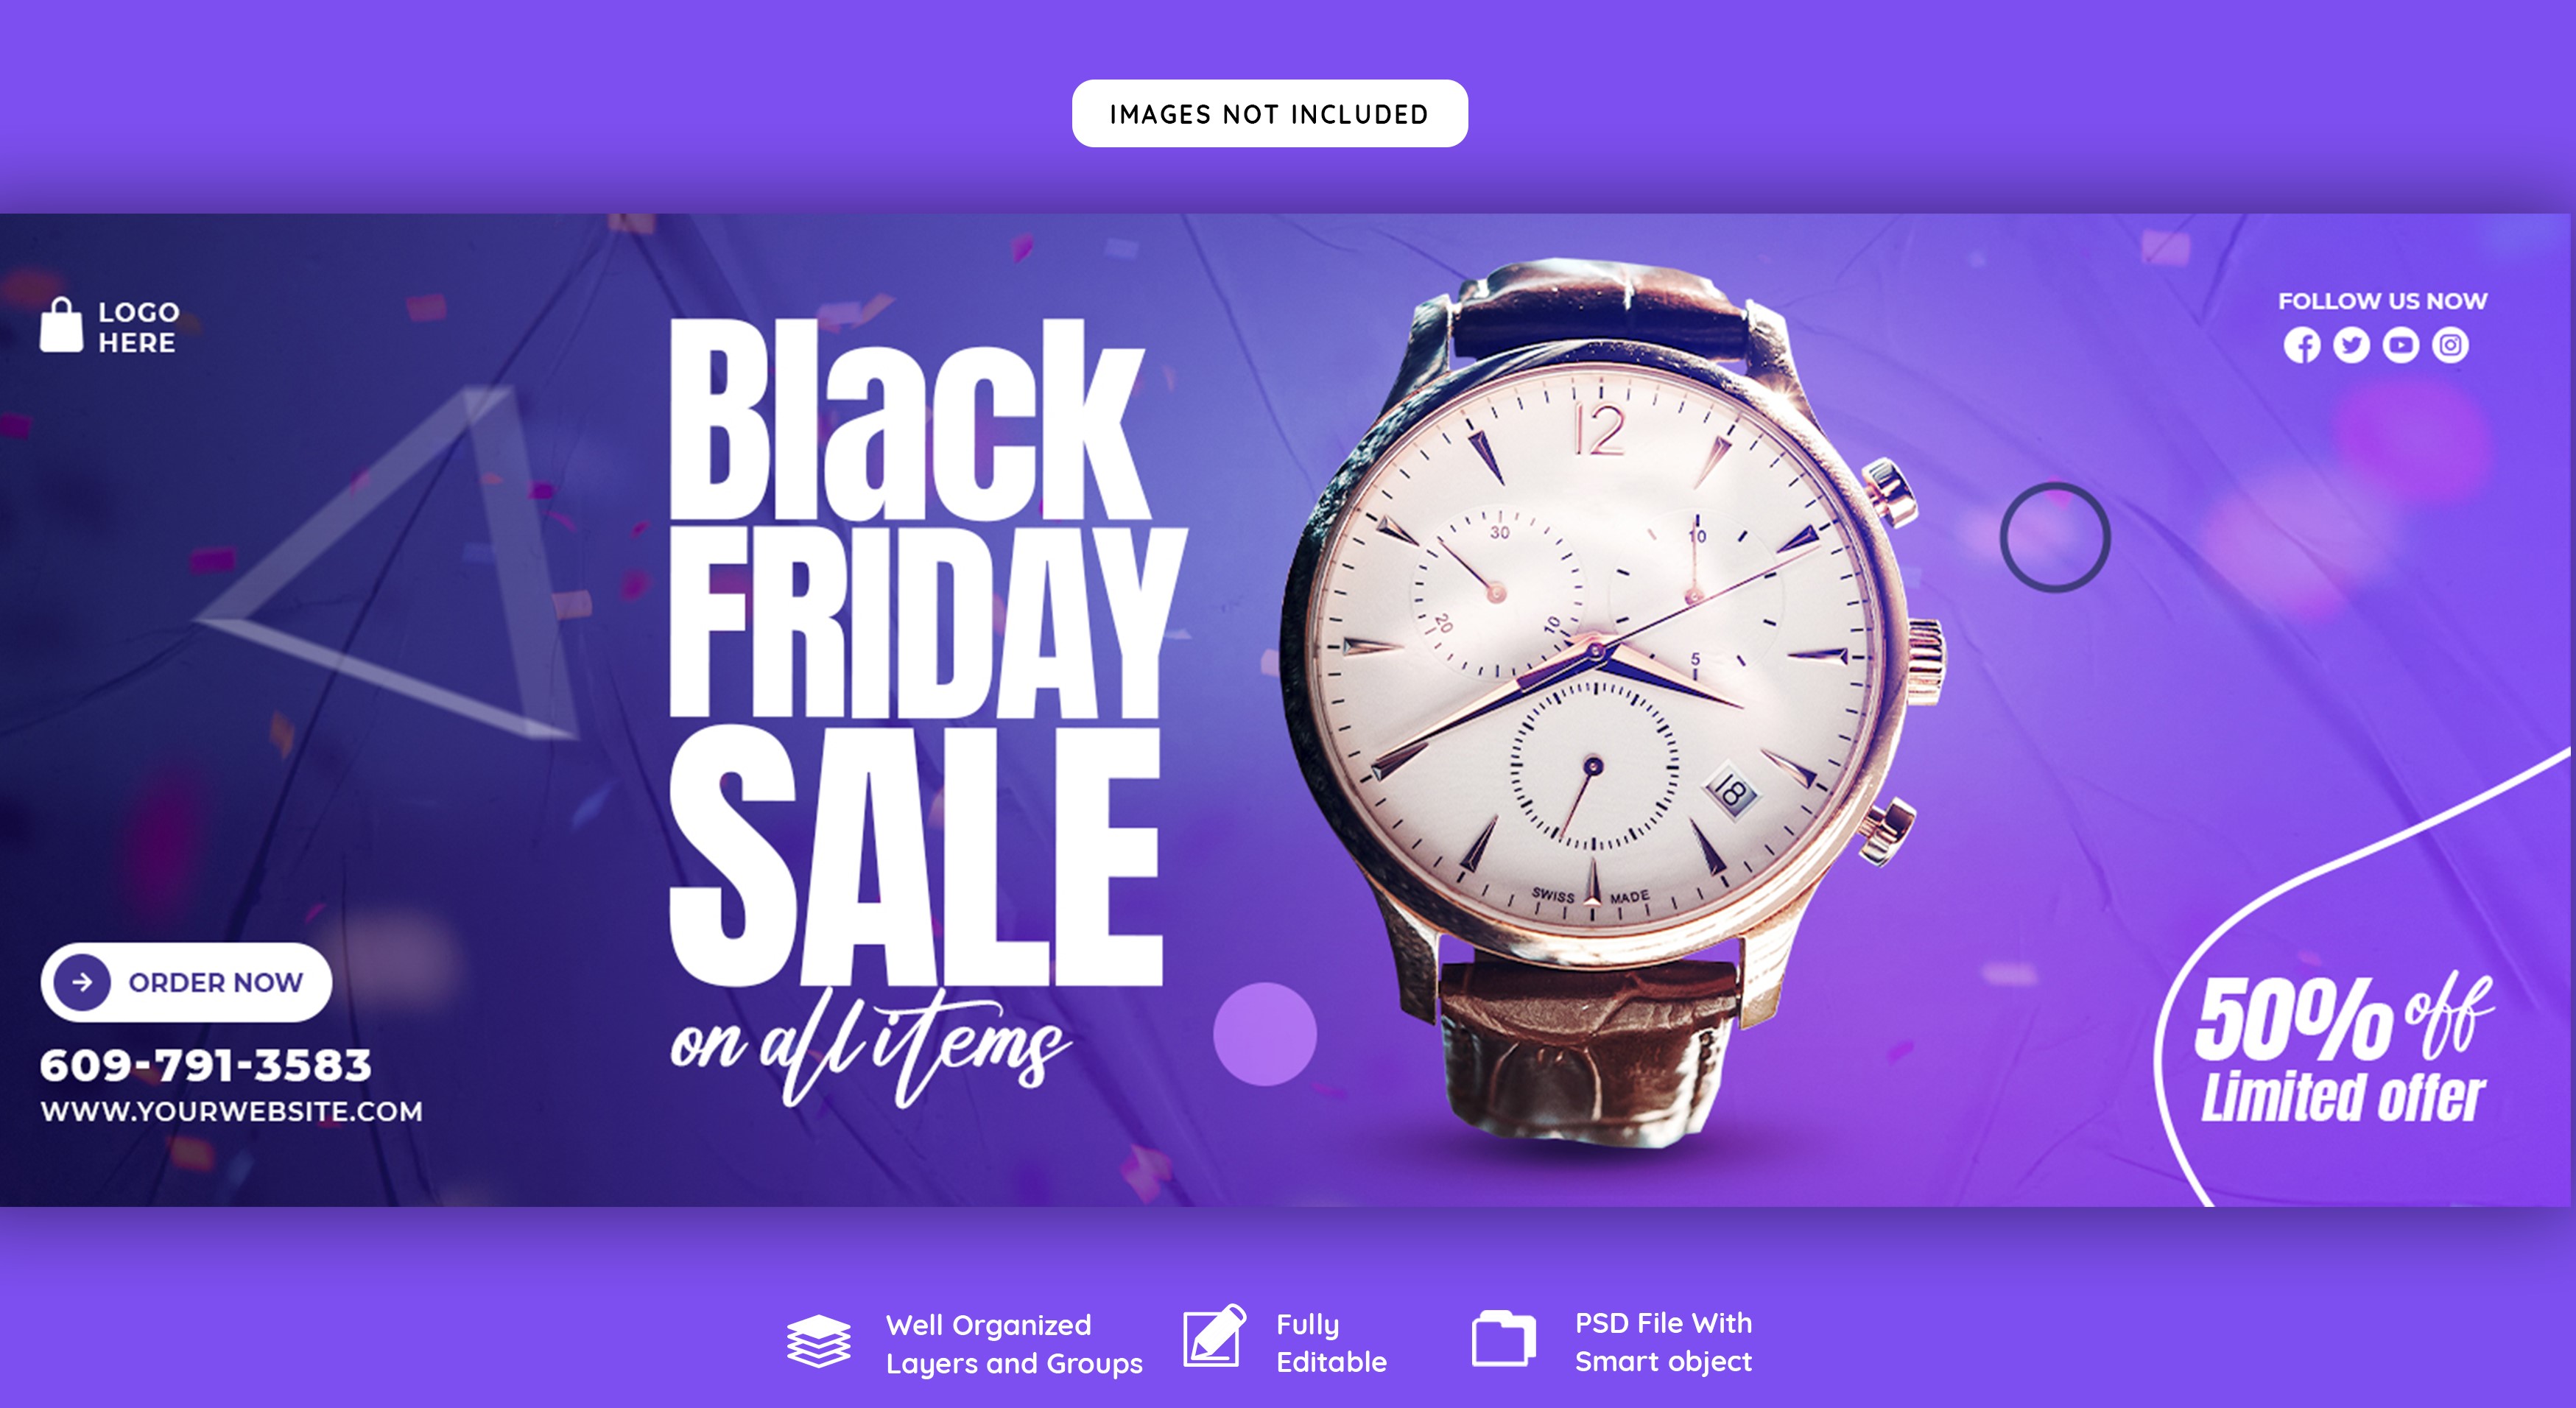 IMAGES NOT INCLUDED
LOGO
HERE
FOLLOW US NOW
Black
FRIDAY
SALE
on all items
12
30
20
10
10
5
18
SWISS MADE
ORDER NOW
609-791-3583
WWW.YOURWEBSITE.COM
50% off
Limited offer
Well Organized
Layers and Groups
Fully
Editable
PSD File With
Smart object